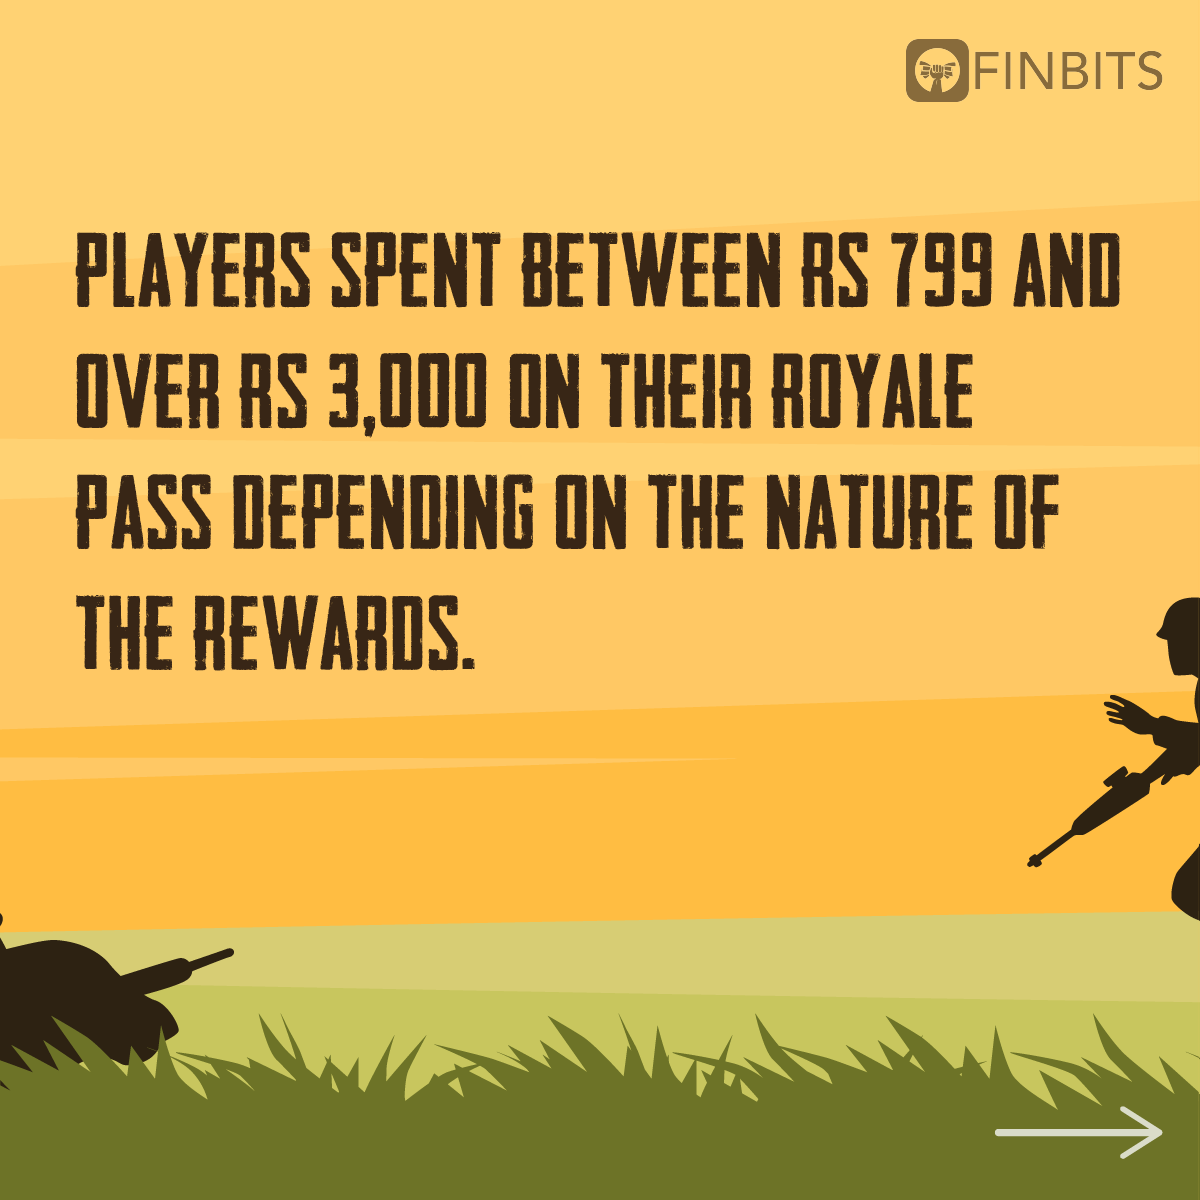 FINBITS
PLAYERS SPENT BETWEEN RS 799 AND
OVER RS 3,000 ON THEIR ROYALE
PASS DEPENDING ON THE NATURE OF
THE REWARDS.